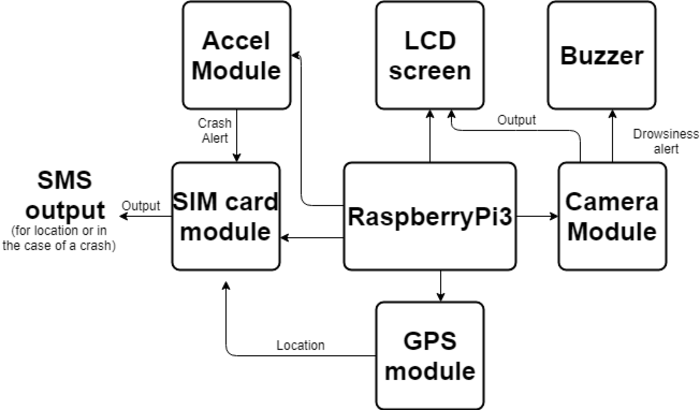 Accel
Module
LCD
screen
Buzzer
Crash
Alert
Output
Drowsiness
alert
SMS
output
(for location or in
the case of a crash)
Output
SIM card
module
RaspberryPi3
Camera
Module
Location
GPS
module